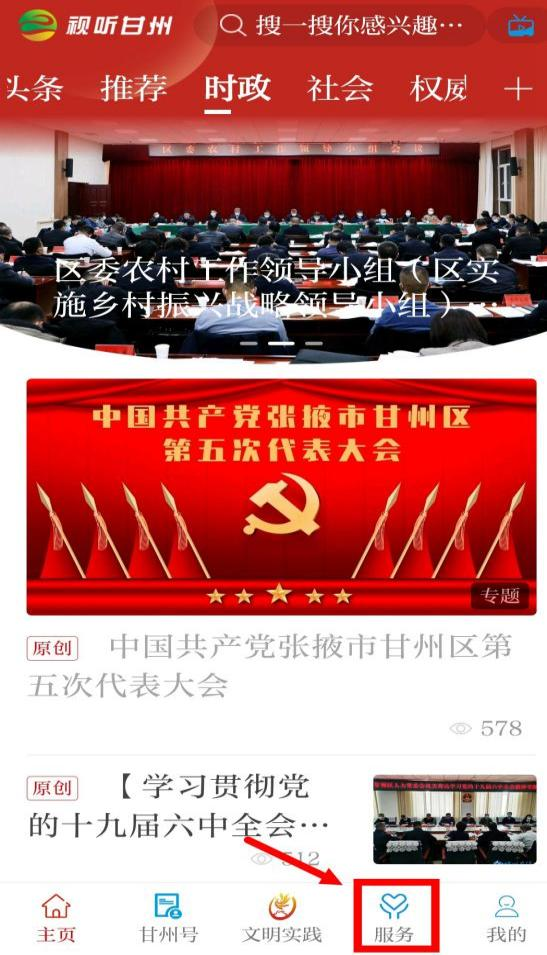 视听甘州
搜一搜你感兴趣…
头条 推荐 时政 社会 权威 +
区委农村工作领导小组会议
区委农村工作领导小组（区实
施乡村振兴战略领导小组）…
中国共产党张掖市甘州区
第五次代表大会
专题
原创 中国共产党张掖市甘州区第
五次代表大会
578
原创 【学习贯彻党
的十九届六中全会…
512
主页 甘州号 文明实践 服务 我的